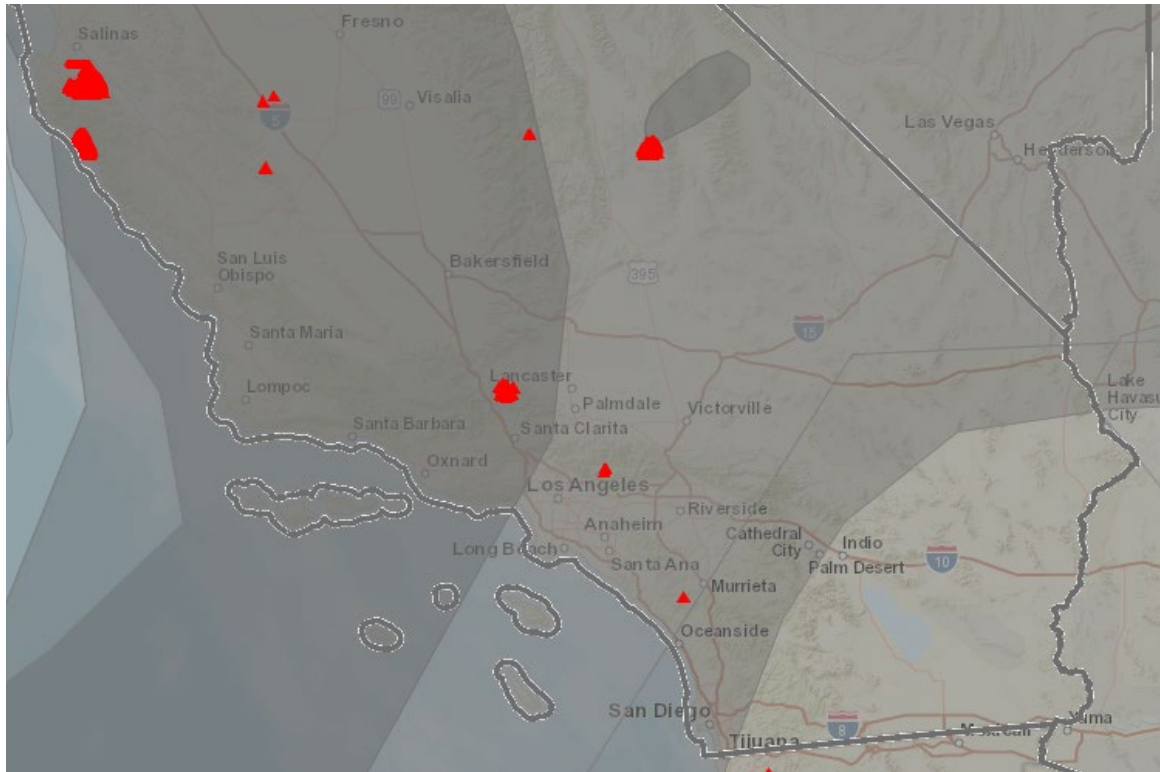 Salinas
Fresno
99
Visalia
5
Las Vegas
Henderson
San Luis
Obispo
Bakersfield
395
15
Santa Maria
Lompoc
Lancaster
Palmdale
Victorville
Lake
Havasu
City
Santa Barbara
Santa Clarita
Oxnard
Los Angeles
Riverside
Anaheim
Cathedral
City
Indio
Long Beach
Santa Ana
Palm Desert
10
Murrieta
Oceanside
San Diego
8
Tijuana
Mexicali
Yuma